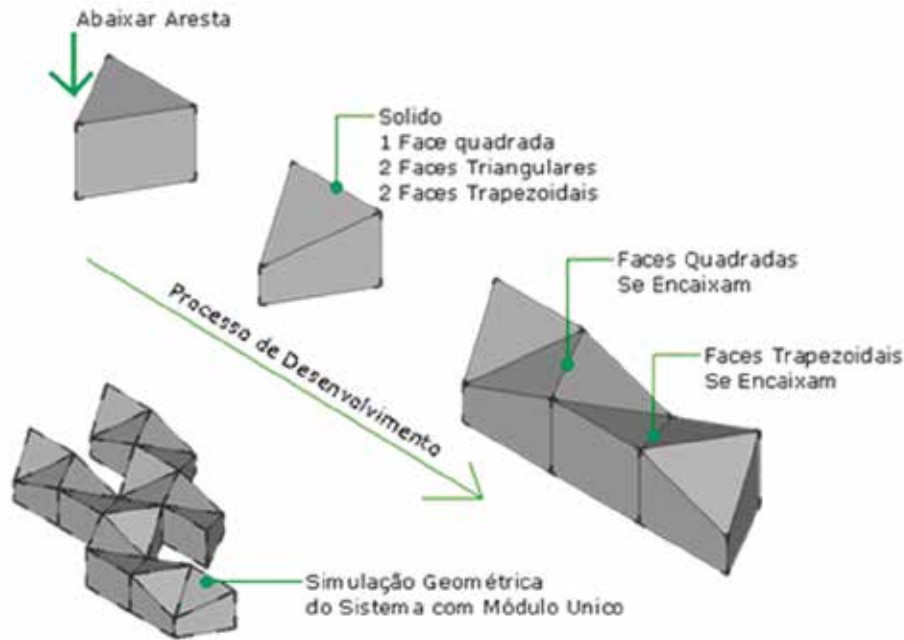 Abaixar Aresta
Solido
1 Face quadrada
2 Faces Triangulares
2 Faces Trapezoidais
Processo de Desenvolvimento
Faces Quadradas
Se Encaixam
Faces Trapezoidais
Se Encaixam
Simulação Geométrica
do Sistema com Módulo Unico